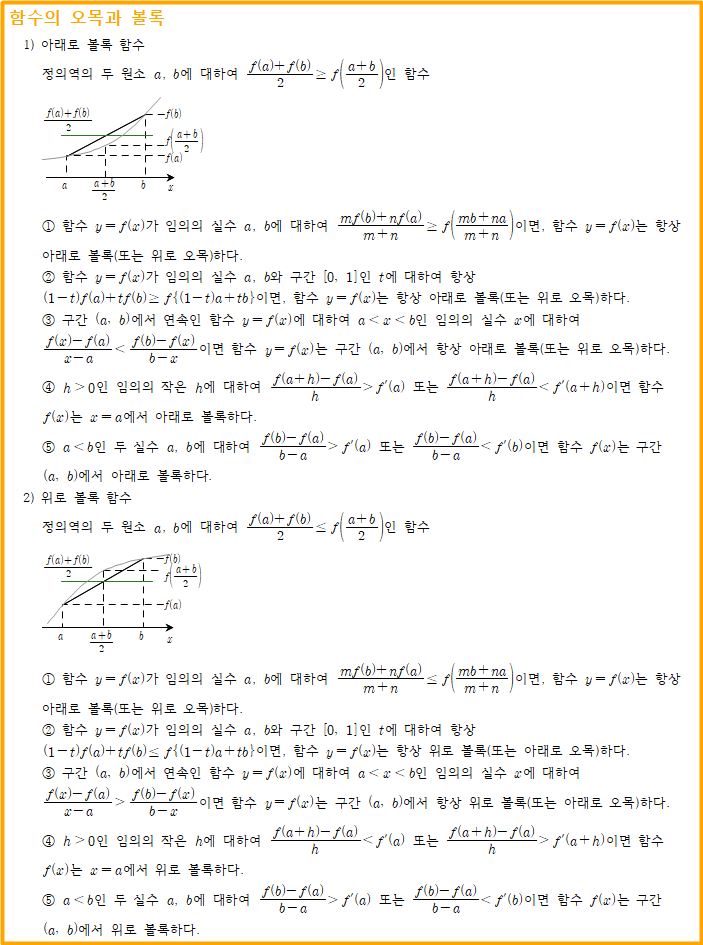 함수의 오목과 볼록
1) 아래로 볼록 함수
정의역의 두 원소 a, b에 대하여 \frac{f(a)+f(b)}{2} ≥ f\left(\frac{a+b}{2}\right)인 함수
\frac{f(a)+f(b)}{2}
f(b)
f\left(\frac{a+b}{2}\right)
f(a)
a \frac{a+b}{2} b x
① 함수 y=f(x)가 임의의 실수 a, b에 대하여 \frac{mf(b)+nf(a)}{m+n} ≥ f\left(\frac{mb+na}{m+n}\right)이면, 함수 y=f(x)는 항상
아래로 볼록(또는 위로 오목)하다.
② 함수 y=f(x)가 임의의 실수 a, b와 구간 [0, 1]인 t에 대하여 항상
(1-t)f(a)+tf(b) ≥ f{(1-t)a+tb}이면, 함수 y=f(x)는 항상 아래로 볼록(또는 위로 오목)하다.
③ 구간 (a, b)에서 연속인 함수 y=f(x)에 대하여 a<x<b인 임의의 실수 x에 대하여
\frac{f(x)-f(a)}{x-a} < \frac{f(b)-f(x)}{b-x}이면 함수 y=f(x)는 구간 (a, b)에서 항상 아래로 볼록(또는 위로 오목)하다.
④ h>0인 임의의 작은 h에 대하여 \frac{f(a+h)-f(a)}{h} > f'(a) 또는 \frac{f(a+h)-f(a)}{h} < f'(a+h)이면 함수
f(x)는 x=a에서 아래로 볼록하다.
⑤ a<b인 두 실수 a, b에 대하여 \frac{f(b)-f(a)}{b-a} > f'(a) 또는 \frac{f(b)-f(a)}{b-a} < f'(b)이면 함수 f(x)는 구간
(a, b)에서 아래로 볼록하다.
2) 위로 볼록 함수
정의역의 두 원소 a, b에 대하여 \frac{f(a)+f(b)}{2} ≤ f\left(\frac{a+b}{2}\right)인 함수
\frac{f(a)+f(b)}{2}
f(b)
f\left(\frac{a+b}{2}\right)
f(a)
a \frac{a+b}{2} b x
① 함수 y=f(x)가 임의의 실수 a, b에 대하여 \frac{mf(b)+nf(a)}{m+n} ≤ f\left(\frac{mb+na}{m+n}\right)이면, 함수 y=f(x)는 항상
아래로 볼록(또는 위로 오목)하다.
② 함수 y=f(x)가 임의의 실수 a, b와 구간 [0, 1]인 t에 대하여 항상
(1-t)f(a)+tf(b) ≤ f{(1-t)a+tb}이면, 함수 y=f(x)는 항상 위로 볼록(또는 아래로 오목)하다.
③ 구간 (a, b)에서 연속인 함수 y=f(x)에 대하여 a<x<b인 임의의 실수 x에 대하여
\frac{f(x)-f(a)}{x-a} > \frac{f(b)-f(x)}{b-x}이면 함수 y=f(x)는 구간 (a, b)에서 항상 위로 볼록(또는 아래로 오목)하다.
④ h>0인 임의의 작은 h에 대하여 \frac{f(a+h)-f(a)}{h} < f'(a) 또는 \frac{f(a+h)-f(a)}{h} > f'(a+h)이면 함수
f(x)는 x=a에서 위로 볼록하다.
⑤ a<b인 두 실수 a, b에 대하여 \frac{f(b)-f(a)}{b-a} > f'(a) 또는 \frac{f(b)-f(a)}{b-a} < f'(b)이면 함수 f(x)는 구간
(a, b)에서 위로 볼록하다.